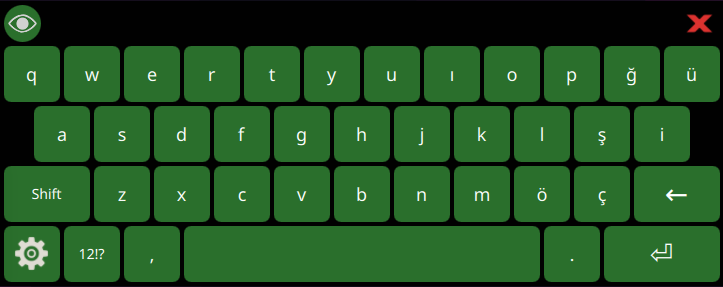 q w e r t y u ı o p ğ ü
a s d f g h j k l ş i
Shift z x c v b n m ö ç ←
12!? , . ⏎